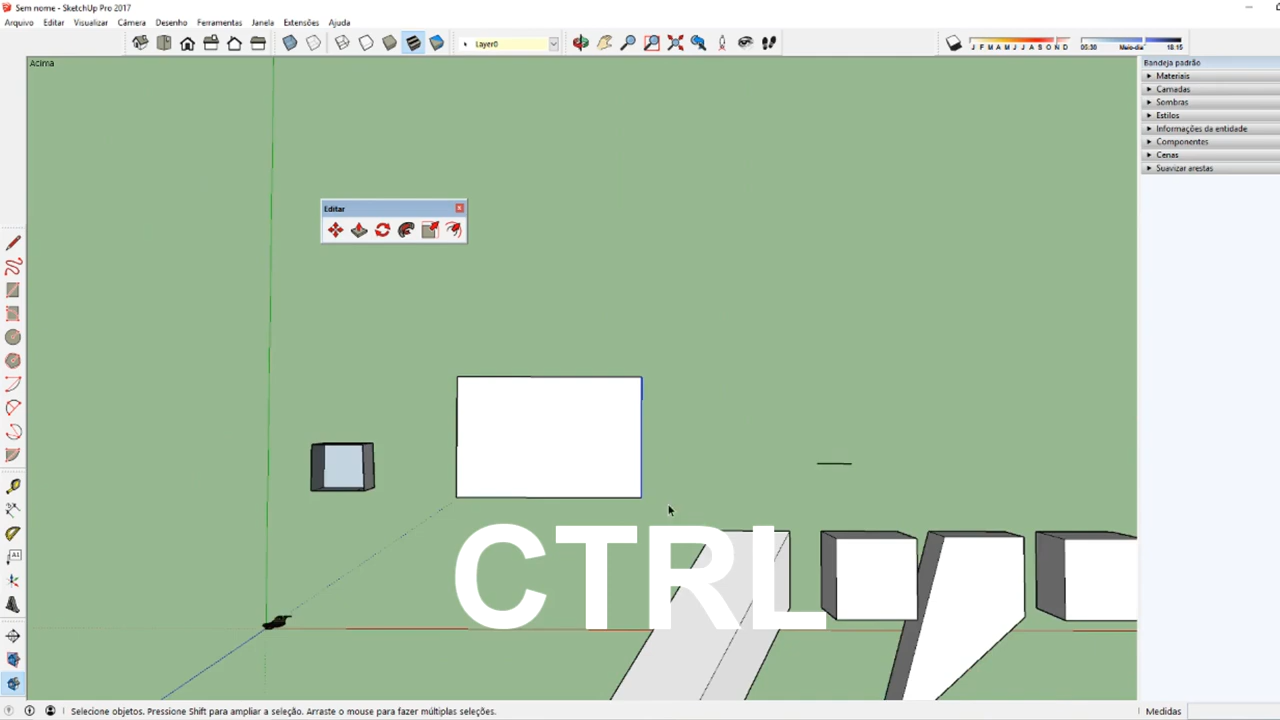 Sem nome - SketchUp Pro 2017
Arquivo Editar Visualizar Câmera Desenho Ferramentas Janela Extensões Ajuda
Layer0
J F M A M J J A S O N D
05:30 Meio-dia 18:15
Acima
Bandeja padrão
Materiais
Camadas
Sombras
Estilos
Informações da entidade
Componentes
Cenas
Suavizar arestas
Editar
CTRL
Selecione objetos. Pressione Shift para ampliar a seleção. Arraste o mouse para fazer múltiplas seleções.
Medidas